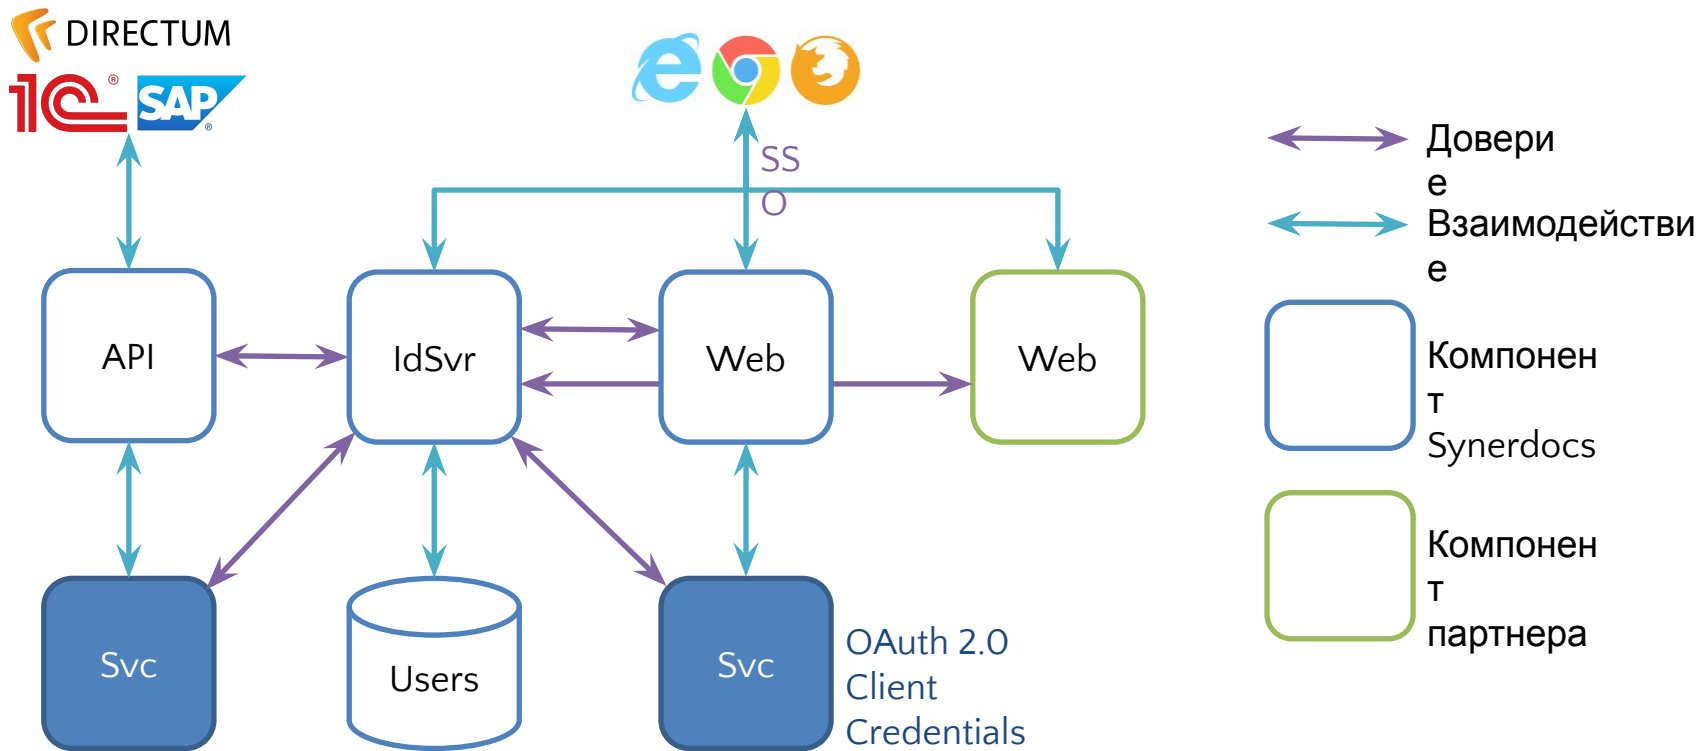 DIRECTUM
1С®
SAP®
SS
O
Довери
е
Взаимодействи
е
API
IdSvr
Web
Web
Компонен
т
Synerdocs
Компонен
т
партнера
Svc
Users
Svc
OAuth 2.0
Client
Credentials